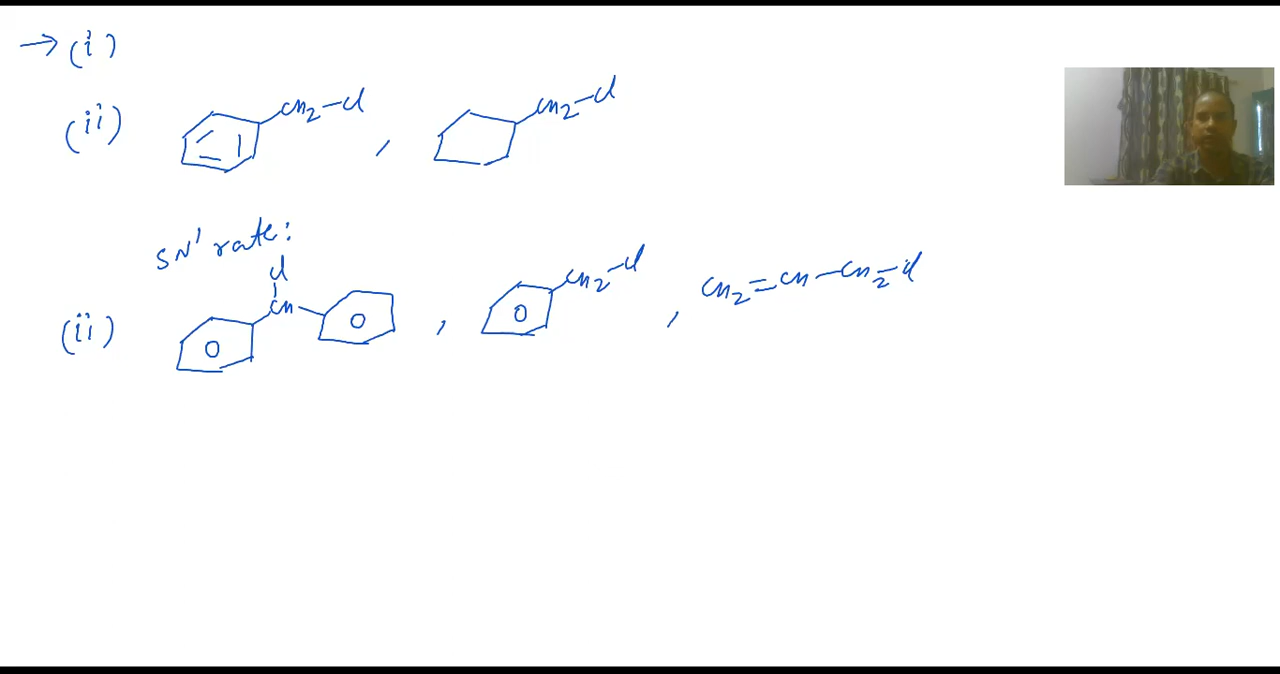 → (i)
(ii) CH2-Cl , CH2-Cl
SN1 rate:
Cl
(ii) CH , CH2-Cl , CH2=CH-CH2-Cl